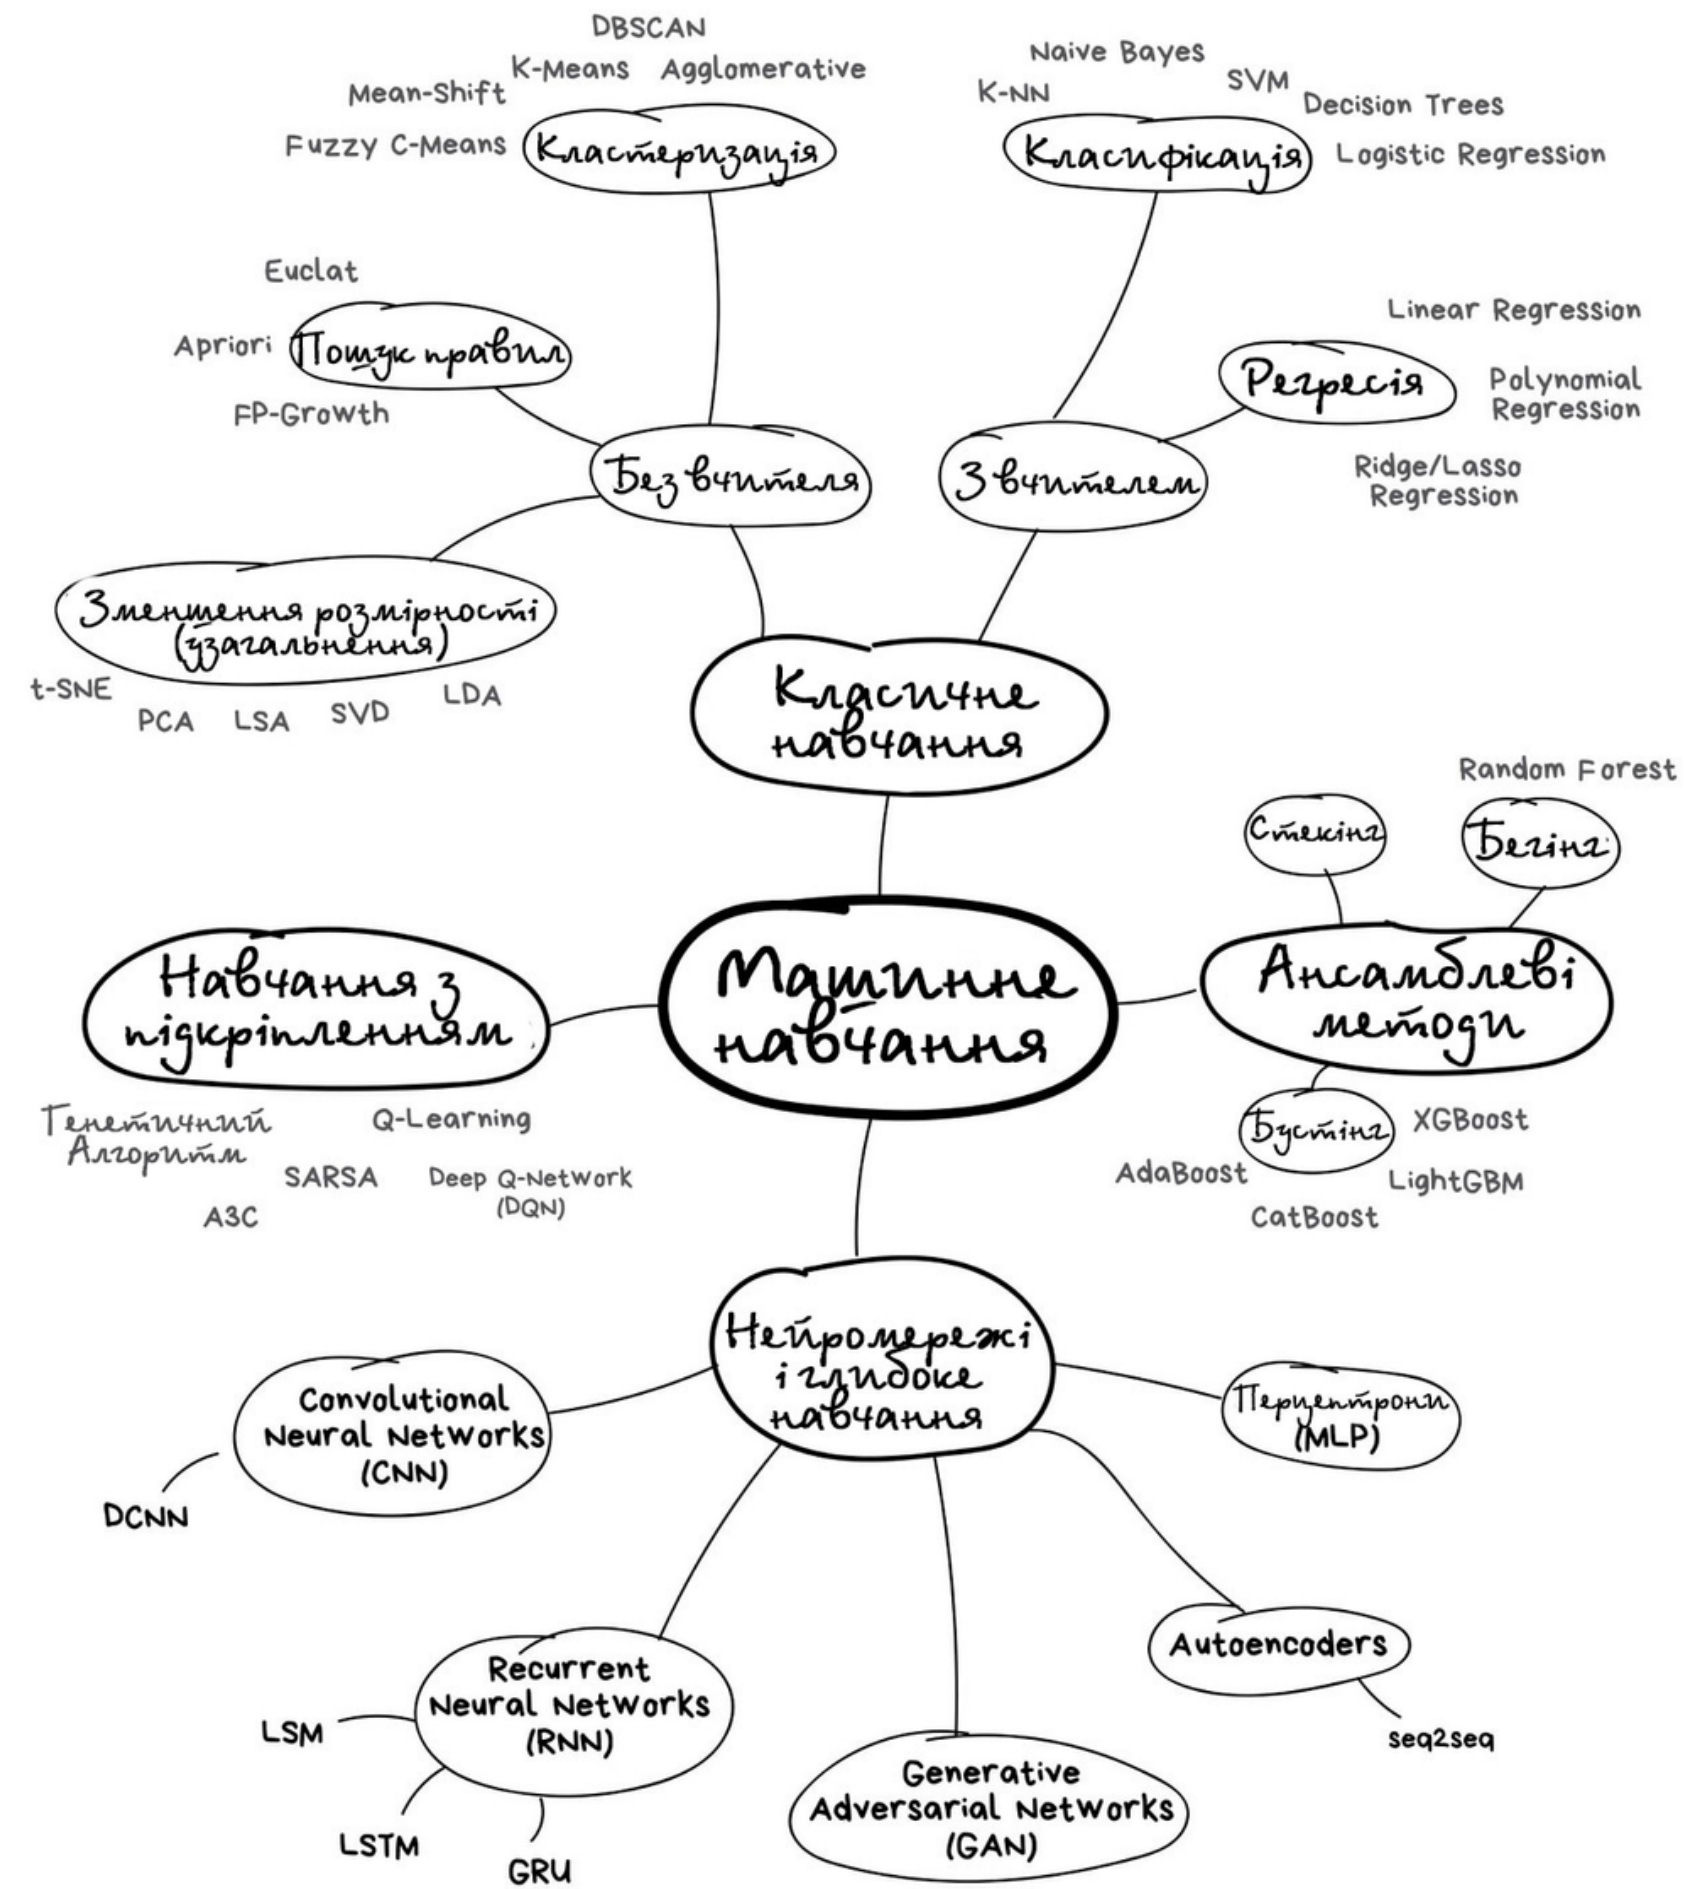 DBSCAN
K-Means
Agglomerative
Mean-Shift
Fuzzy C-Means
Кластеризація
Naive Bayes
K-NN
SVM
Decision Trees
Класифікація
Logistic Regression
Euclat
Apriori
Пошук правил
FP-Growth
Linear Regression
Регресія
Polynomial
Regression
Ridge/Lasso
Regression
Без вчителя
З вчителем
Зменшення розмірності
(узагальнення)
t-SNE
PCA
LSA
SVD
LDA
Класичне
навчання
Random Forest
Стекінг
Бегінг
Машинне
навчання
Навчання з
підкріпленням
Ансамблеві
методи
Генетичний
Алгоритм
Q-Learning
SARSA
Deep Q-Network
(DQN)
A3C
Бустінг
XGBoost
AdaBoost
LightGBM
CatBoost
Нейромережі
і глибоке
навчання
Convolutional
Neural Networks
(CNN)
DCNN
Перцептрони
(MLP)
Autoencoders
seq2seq
Recurrent
Neural Networks
(RNN)
LSM
LSTM
GRU
Generative
Adversarial Networks
(GAN)